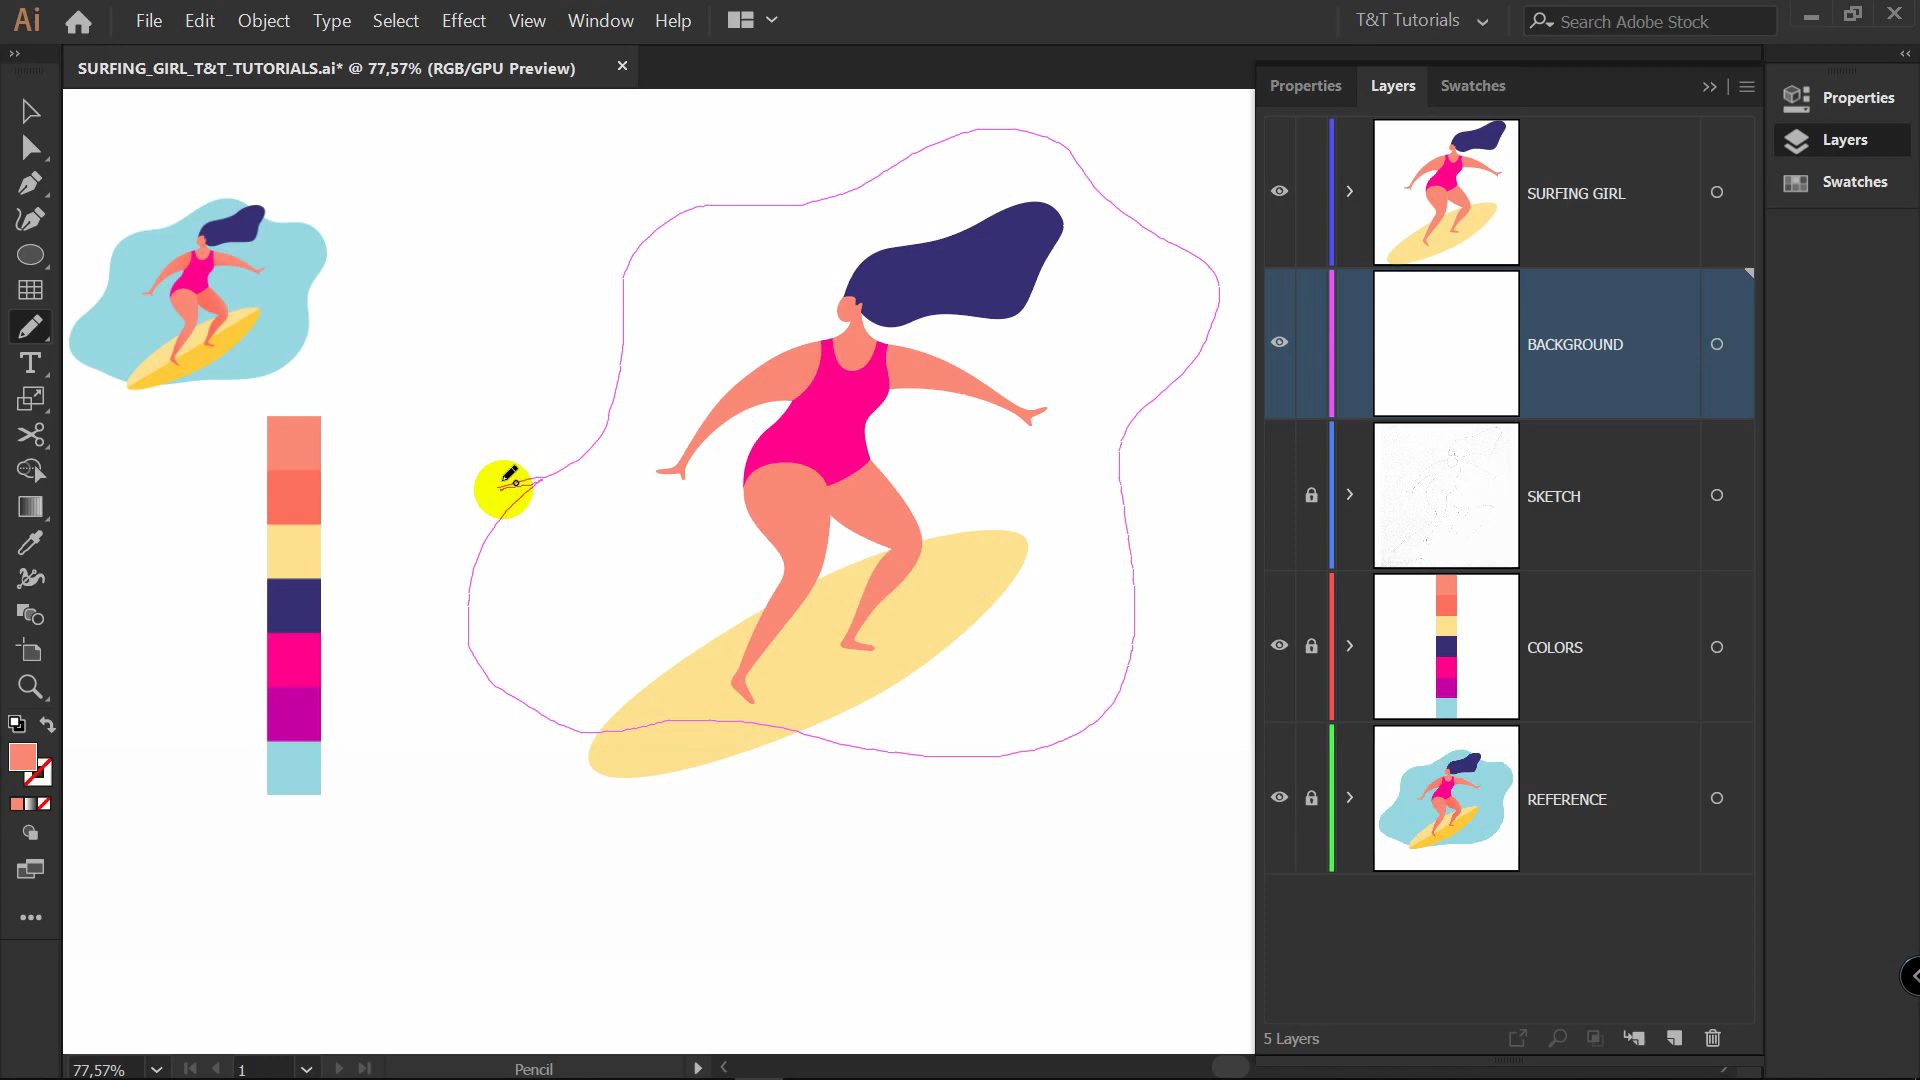 Ai File Edit Object Type Select Effect View Window Help T&T Tutorials Search Adobe Stock
SURFING_GIRL_T&T_TUTORIALS.ai* @ 77,57% (RGB/GPU Preview)
Properties Layers Swatches
Properties
Layers
Swatches
SURFING GIRL
BACKGROUND
SKETCH
COLORS
REFERENCE
5 Layers
77,57% 1 Pencil